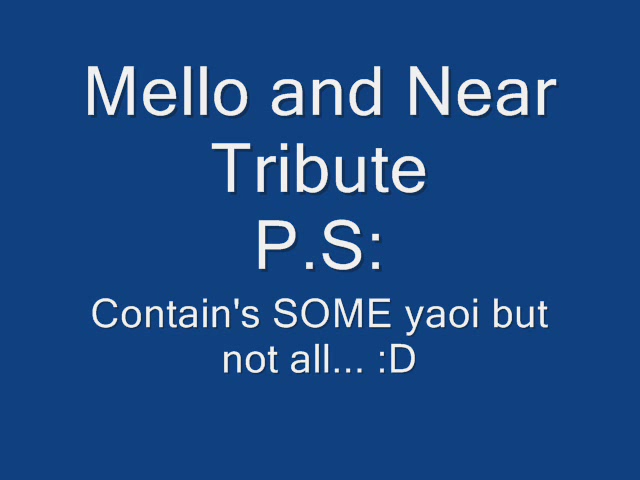 Mello and Near
Tribute
P.S:
Contain's SOME yaoi but
not all... :D